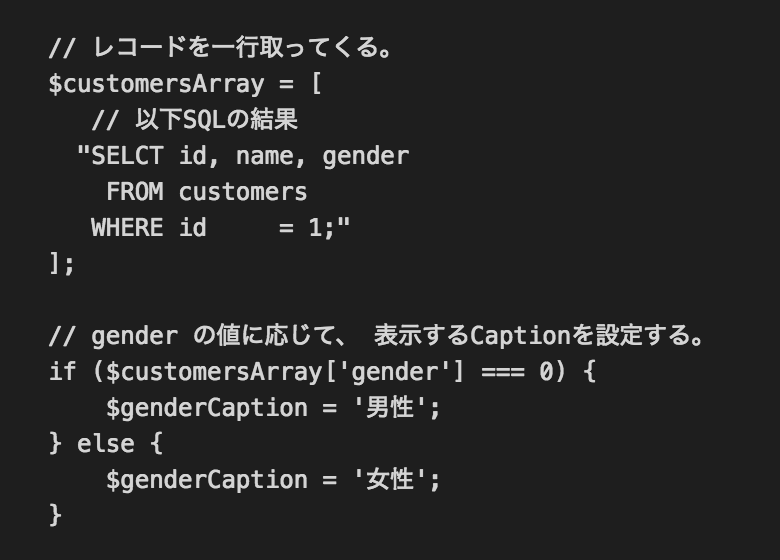 // レコードを一行取ってくる。
$customersArray = [
   // 以下SQLの結果
  "SELCT id, name, gender
    FROM customers
   WHERE id     = 1;"
];

// gender の値に応じて、 表示するCaptionを設定する。
if ($customersArray['gender'] === 0) {
    $genderCaption = '男性';
} else {
    $genderCaption = '女性';
}